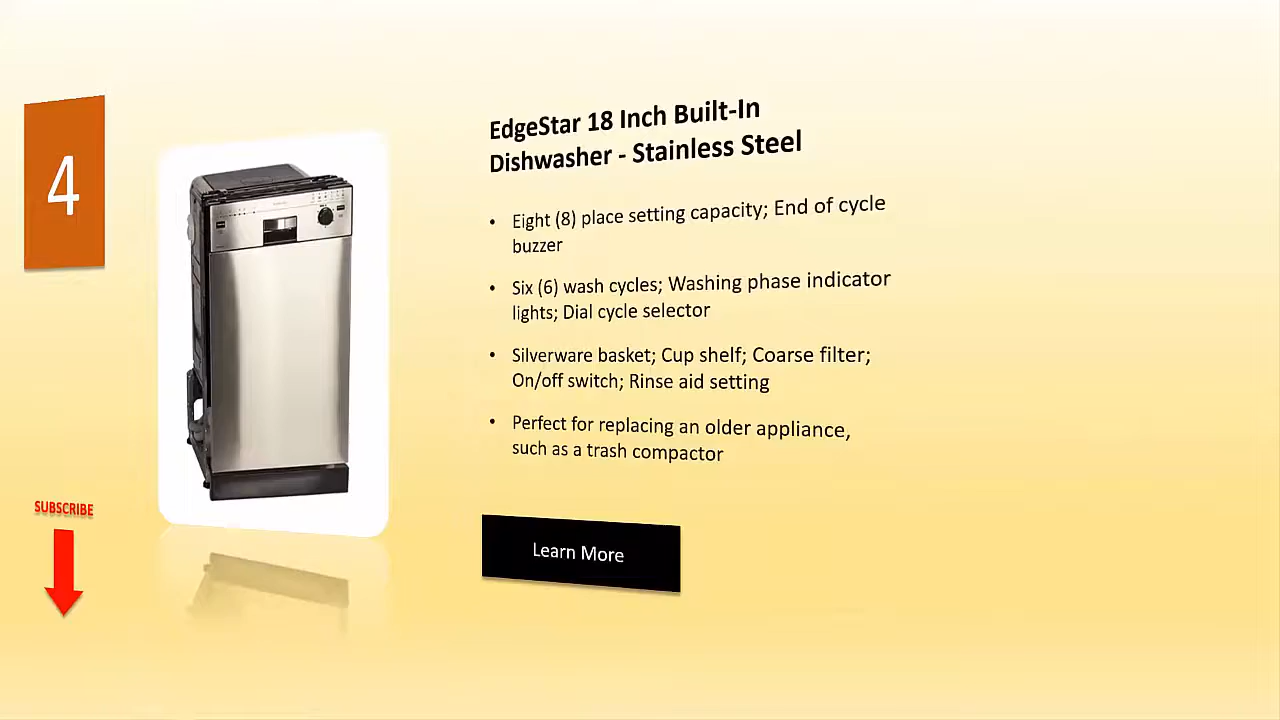 4
EdgeStar 18 Inch Built-In
Dishwasher - Stainless Steel
• Eight (8) place setting capacity; End of cycle
buzzer
• Six (6) wash cycles; Washing phase indicator
lights; Dial cycle selector
• Silverware basket; Cup shelf; Coarse filter;
On/off switch; Rinse aid setting
• Perfect for replacing an older appliance,
such as a trash compactor
SUBSCRIBE
Learn More